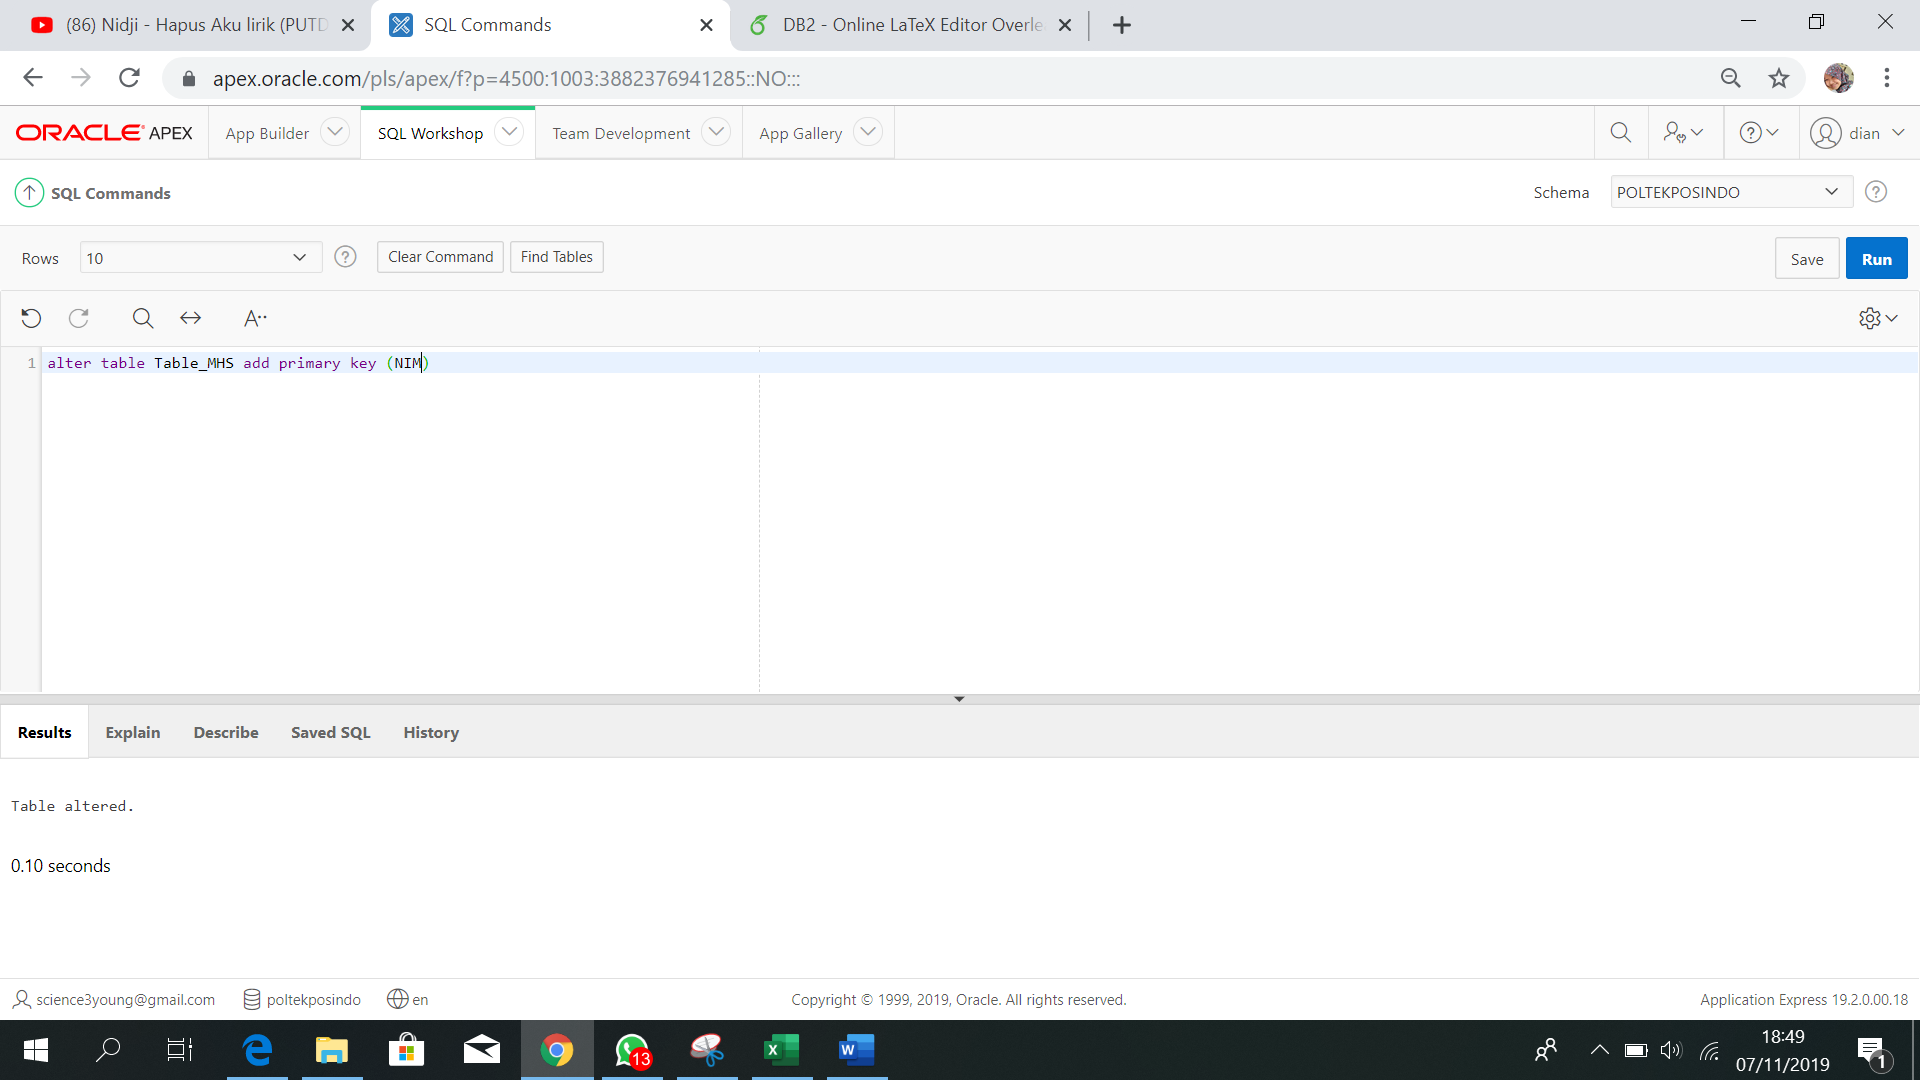 (86) Nidji - Hapus Aku lirik (PUTD
SQL Commands
DB2 - Online LaTeX Editor Overle
apex.oracle.com/pls/apex/f?p=4500:1003:3882376941285::NO:::
ORACLE APEX
App Builder
SQL Workshop
Team Development
App Gallery
dian
SQL Commands
Schema
POLTEKPOSINDO
Rows
10
Clear Command
Find Tables
Save
Run
1 alter table Table_MHS add primary key (NIM)
Results
Explain
Describe
Saved SQL
History
Table altered.
0.10 seconds
science3young@gmail.com
poltekposindo
en
Copyright © 1999, 2019, Oracle. All rights reserved.
Application Express 19.2.0.00.18
13
18:49
07/11/2019
1